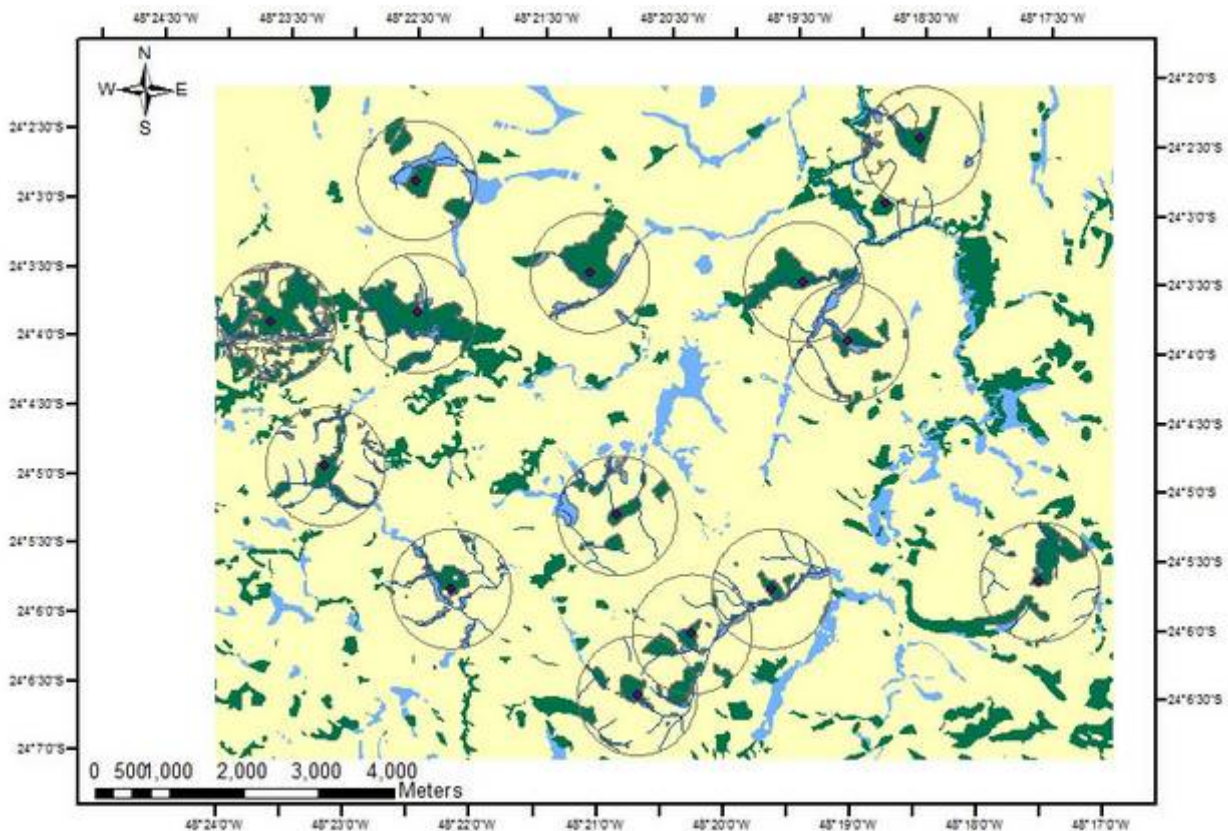 48°24'30"W 48°23'30"W 48°22'30"W 48°21'30"W 48°20'30"W 48°19'30"W 48°18'30"W 48°17'30"W
N
W E
S
24°2'0"S
24°2'30"S 24°2'30"S
24°3'0"S 24°3'0"S
24°3'30"S 24°3'30"S
24°4'0"S 24°4'0"S
24°4'30"S 24°4'30"S
24°5'0"S 24°5'0"S
24°5'30"S 24°5'30"S
24°6'0"S 24°6'0"S
24°6'30"S 24°6'30"S
24°7'0"S
0 5001,000 2,000 3,000 4,000
Meters
48°24'0"W 48°23'0"W 48°22'0"W 48°21'0"W 48°20'0"W 48°19'0"W 48°18'0"W 48°17'0"W